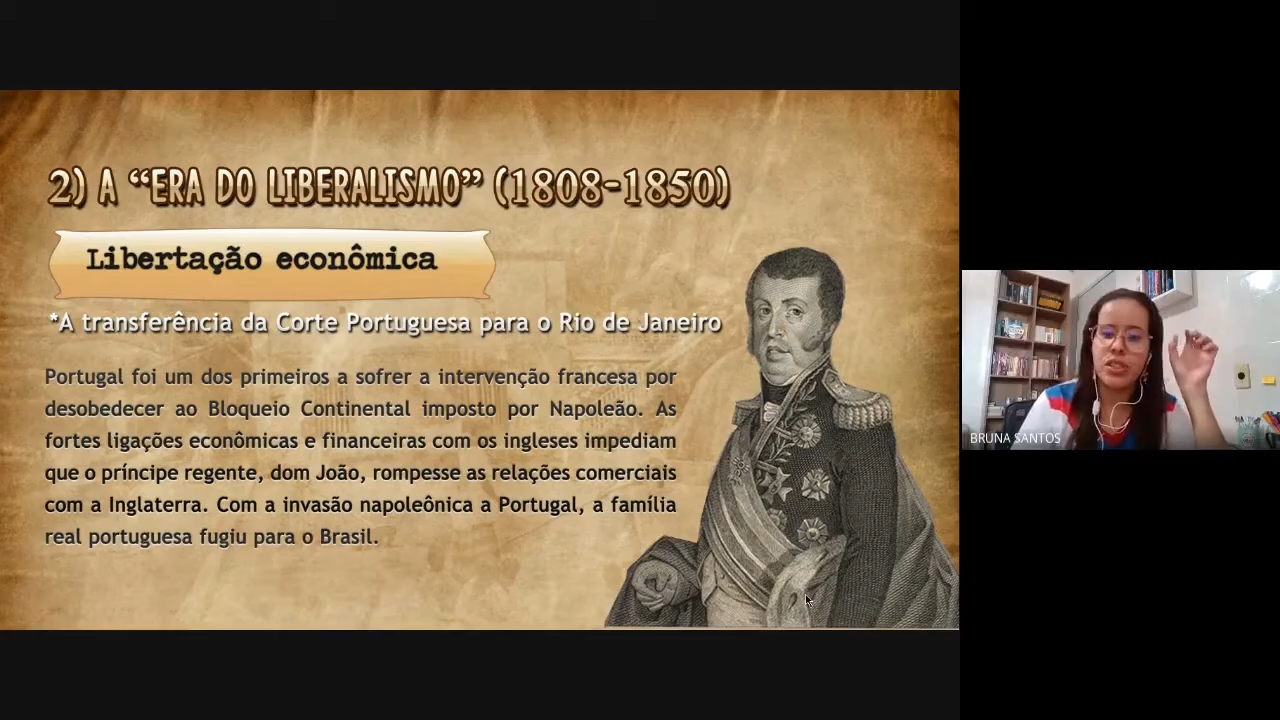 2) A “ERA DO LIBERALISMO” (1808-1850)
Libertação econômica
*A transferência da Corte Portuguesa para o Rio de Janeiro
Portugal foi um dos primeiros a sofrer a intervenção francesa por
desobedecer ao Bloqueio Continental imposto por Napoleão. As
fortes ligações econômicas e financeiras com os ingleses impediam
que o príncipe regente, dom João, rompesse as relações comerciais
com a Inglaterra. Com a invasão napoleônica a Portugal, a família
real portuguesa fugiu para o Brasil.
BRUNA SANTOS